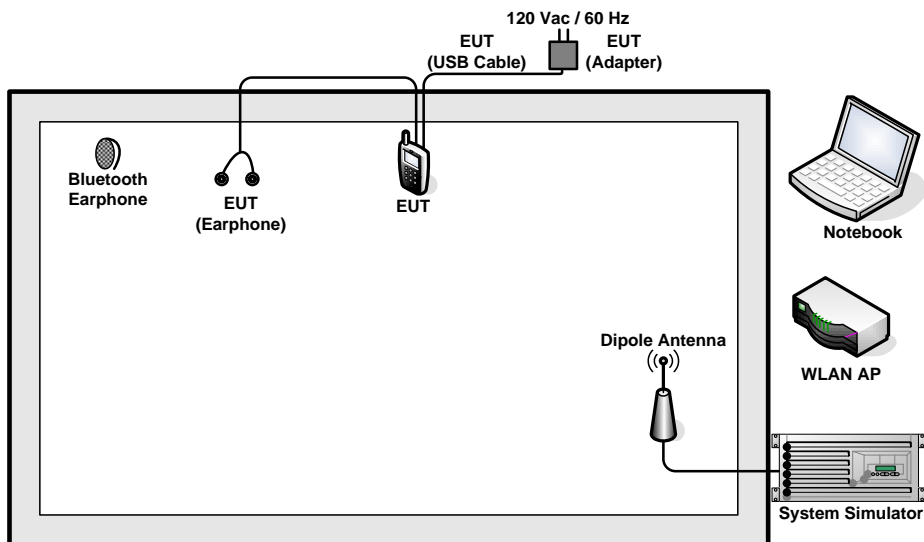 120 Vac / 60 Hz
EUT
(USB Cable)
EUT
(Adapter)
Bluetooth
Earphone
EUT
(Earphone)
EUT
Notebook
Dipole Antenna
WLAN AP
System Simulator